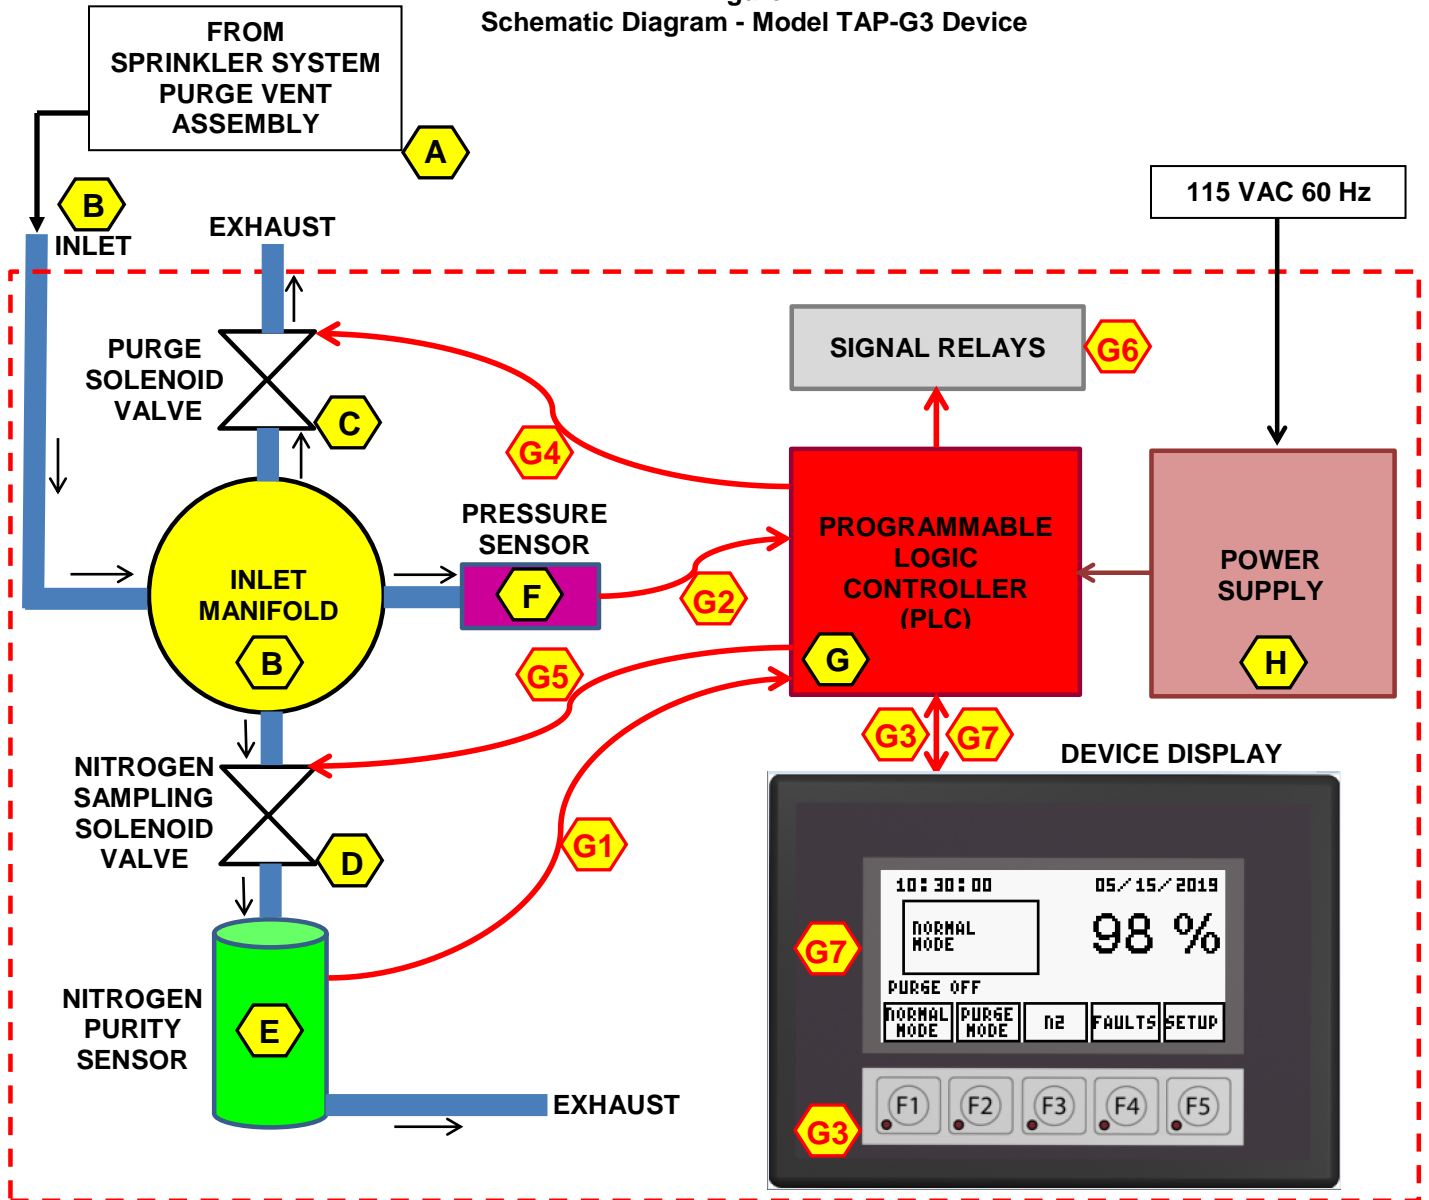 Schematic Diagram - Model TAP-G3 Device
FROM
SPRINKLER SYSTEM
PURGE VENT
ASSEMBLY
A
B
INLET
EXHAUST
115 VAC 60 Hz
PURGE
SOLENOID
VALVE
C
SIGNAL RELAYS
G6
G4
PRESSURE
SENSOR
F
G2
INLET
MANIFOLD
B
PROGRAMMABLE
LOGIC
CONTROLLER
(PLC)
G
POWER
SUPPLY
H
G5
G3
G7
NITROGEN
SAMPLING
SOLENOID
VALVE
D
G1
DEVICE DISPLAY
10:30:00
05/15/2019
NORMAL
MODE
98 %
G7
PURGE OFF
NORMAL
MODE
PURGE
MODE
N2
FAULTS
SETUP
NITROGEN
PURITY
SENSOR
E
EXHAUST
G3
F1
F2
F3
F4
F5